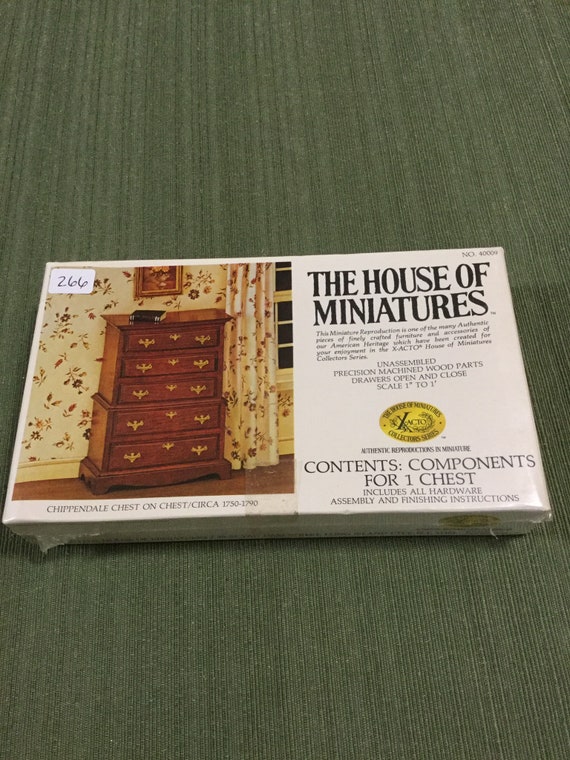 266
NO. 40009
THE HOUSE OF
MINIATURES™
This Miniature Reproduction is one of the many Authentic
pieces of finely crafted furniture and accessories of
our American Heritage which have been created for
your enjoyment in the X-ACTO® House of Miniatures
Collectors Series.
UNASSEMBLED
PRECISION MACHINED WOOD PARTS
DRAWERS OPEN AND CLOSE
SCALE 1" TO 1'
THE HOUSE OF MINIATURES
X-ACTO
COLLECTORS SERIES
AUTHENTIC REPRODUCTIONS IN MINIATURE
CONTENTS: COMPONENTS
FOR 1 CHEST
INCLUDES ALL HARDWARE
ASSEMBLY AND FINISHING INSTRUCTIONS
CHIPPENDALE CHEST ON CHEST/CIRCA 1750-1790